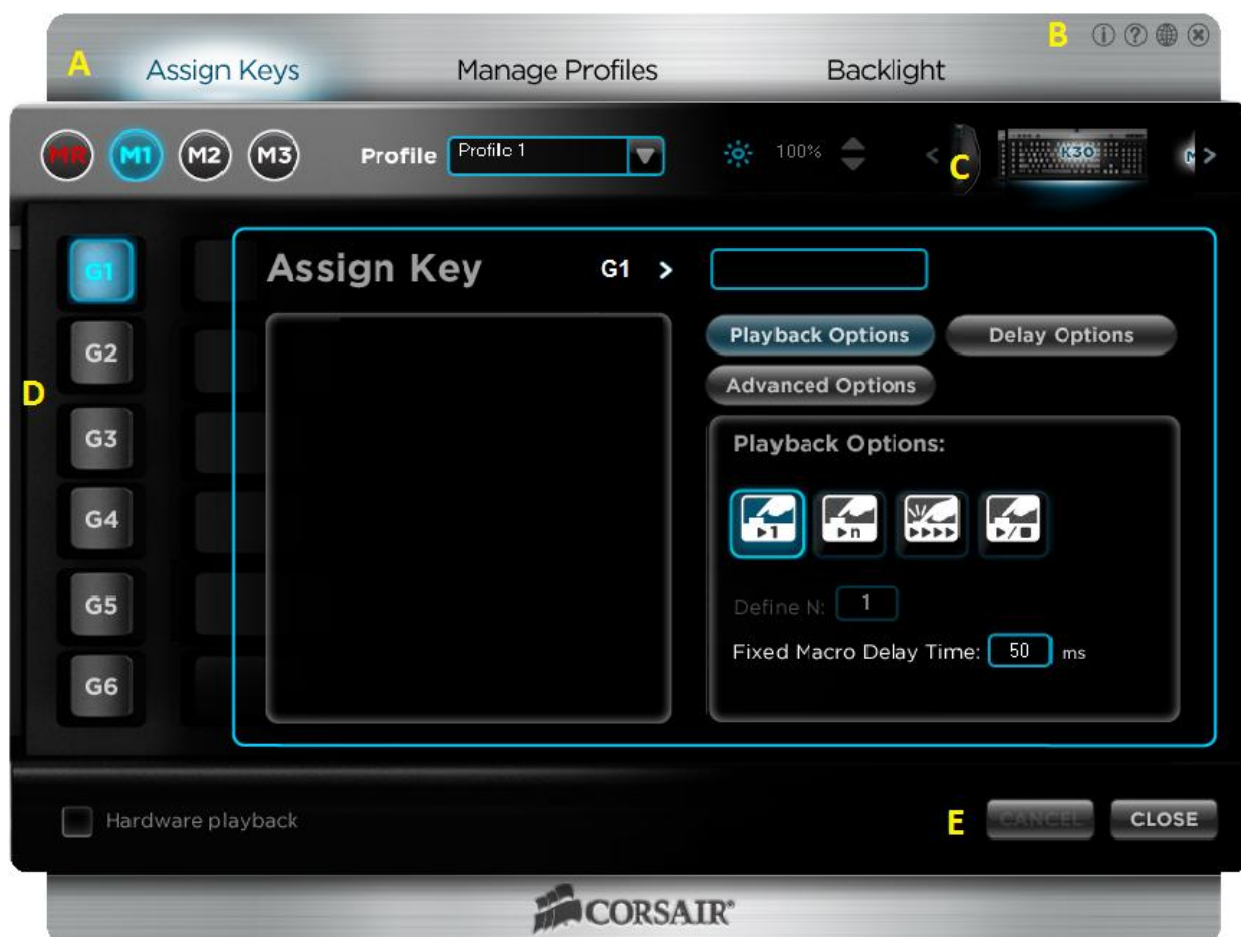 A Assign Keys Manage Profiles Backlight B
MR M1 M2 M3 Profile Profile 1 100% < C K30 >
G1
G2
D
G3
G4
G5
G6
Assign Key G1 >
Playback Options Delay Options
Advanced Options
Playback Options:
1 n
Define N: 1
Fixed Macro Delay Time: 50 ms
Hardware playback
E CANCEL CLOSE
CORSAIR®